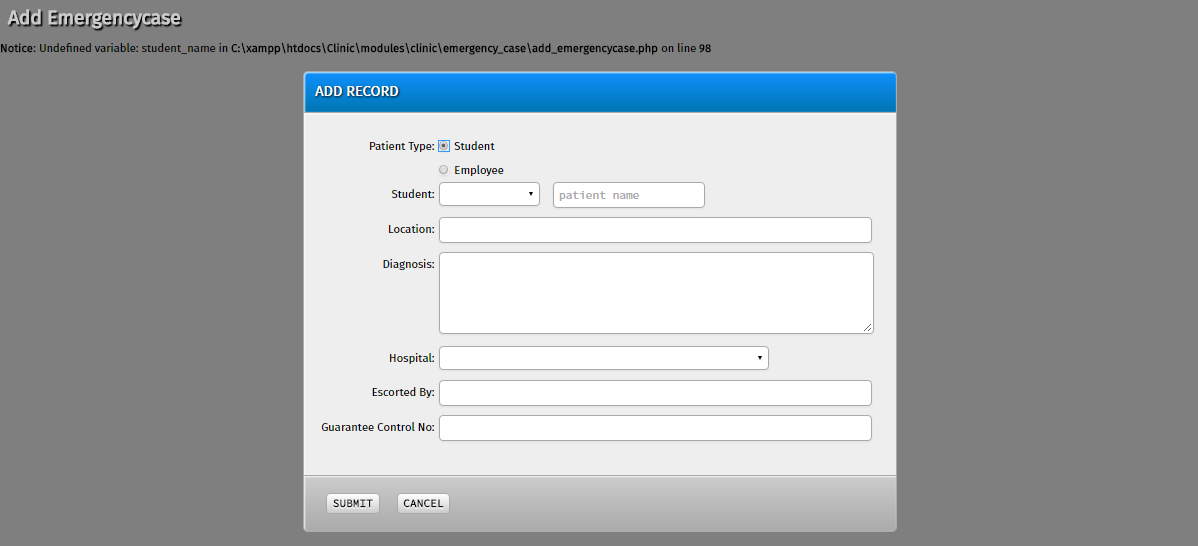 Add Emergencycase
Notice: Undefined variable: student_name in C:\xampp\htdocs\Clinic\modules\clinic\emergency_case\add_emergencycase.php on line 98
ADD RECORD
Patient Type: Student
Employee
Student: patient name
Location:
Diagnosis:
Hospital:
Escorted By:
Guarantee Control No:
SUBMIT CANCEL